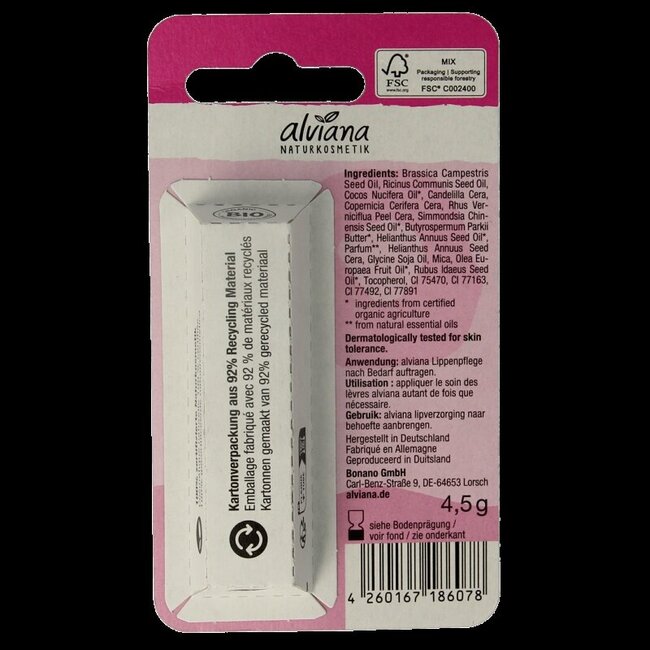 FSC
www.fsc.org
MIX
Packaging | Supporting
responsible forestry
FSC® C002400
alviana
NATURKOSMETIK
Ingredients: Brassica Campestris
Seed Oil, Ricinus Communis Seed Oil,
Cocos Nucifera Oil*, Candelilla Cera,
Copernicia Cerifera Cera, Rhus Ver-
niciflua Peel Cera, Simmondsia Chin-
ensis Seed Oil*, Butyrospermum Parkii
Butter*, Helianthus Annuus Seed Oil*,
Parfum**, Helianthus Annuus Seed
Cera, Glycine Soja Oil, Mica, Olea Eu-
ropaea Fruit Oil*, Rubus Idaeus Seed
Oil*, Tocopherol, CI 75470, CI 77163,
CI 77492, CI 77891
* ingredients from certified
organic agriculture
** from natural essential oils
Dermatologically tested for skin
tolerance.
Anwendung: alviana Lippenpflege
nach Bedarf auftragen.
Utilisation : appliquer le soin des
lèvres alviana autant de fois que
nécessaire.
Gebruik: alviana lipverzorging naar
behoefte aanbrengen.
Hergestellt in Deutschland
Fabriqué en Allemagne
Geproduceerd in Duitsland
Bonano GmbH
Carl-Benz-Straße 9, DE-64653 Lorsch
alviana.de
4,5 g
siehe Bodenprägung /
voir fond / zie onderkant
4 260167 186078
BIO
Kartonverpackung aus 92% Recycling Material
Emballage fabriqué avec 92 % de matériaux recyclés
Kartonnen gemaakt van 92% gerecycled materiaal